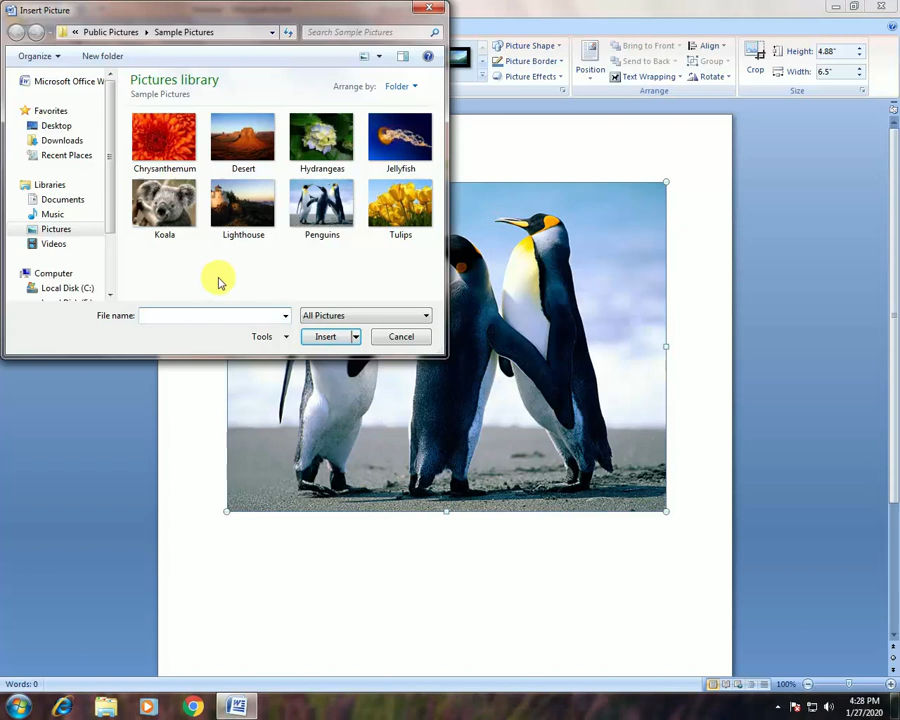 Insert Picture
Public Pictures
Sample Pictures
Search Sample Pictures
Organize
New folder
Microsoft Office W
Favorites
Desktop
Downloads
Recent Places
Libraries
Documents
Music
Pictures
Videos
Computer
Local Disk (C:)
Pictures library
Sample Pictures
Arrange by: Folder
Chrysanthemum
Desert
Hydrangeas
Jellyfish
Koala
Lighthouse
Penguins
Tulips
File name:
All Pictures
Tools
Insert
Cancel
Picture Shape
Picture Border
Picture Effects
Position
Bring to Front
Send to Back
Text Wrapping
Align
Group
Rotate
Arrange
Crop
Height: 4.88"
Width: 6.5"
Size
Words: 0
100%
4:28 PM
1/27/2020